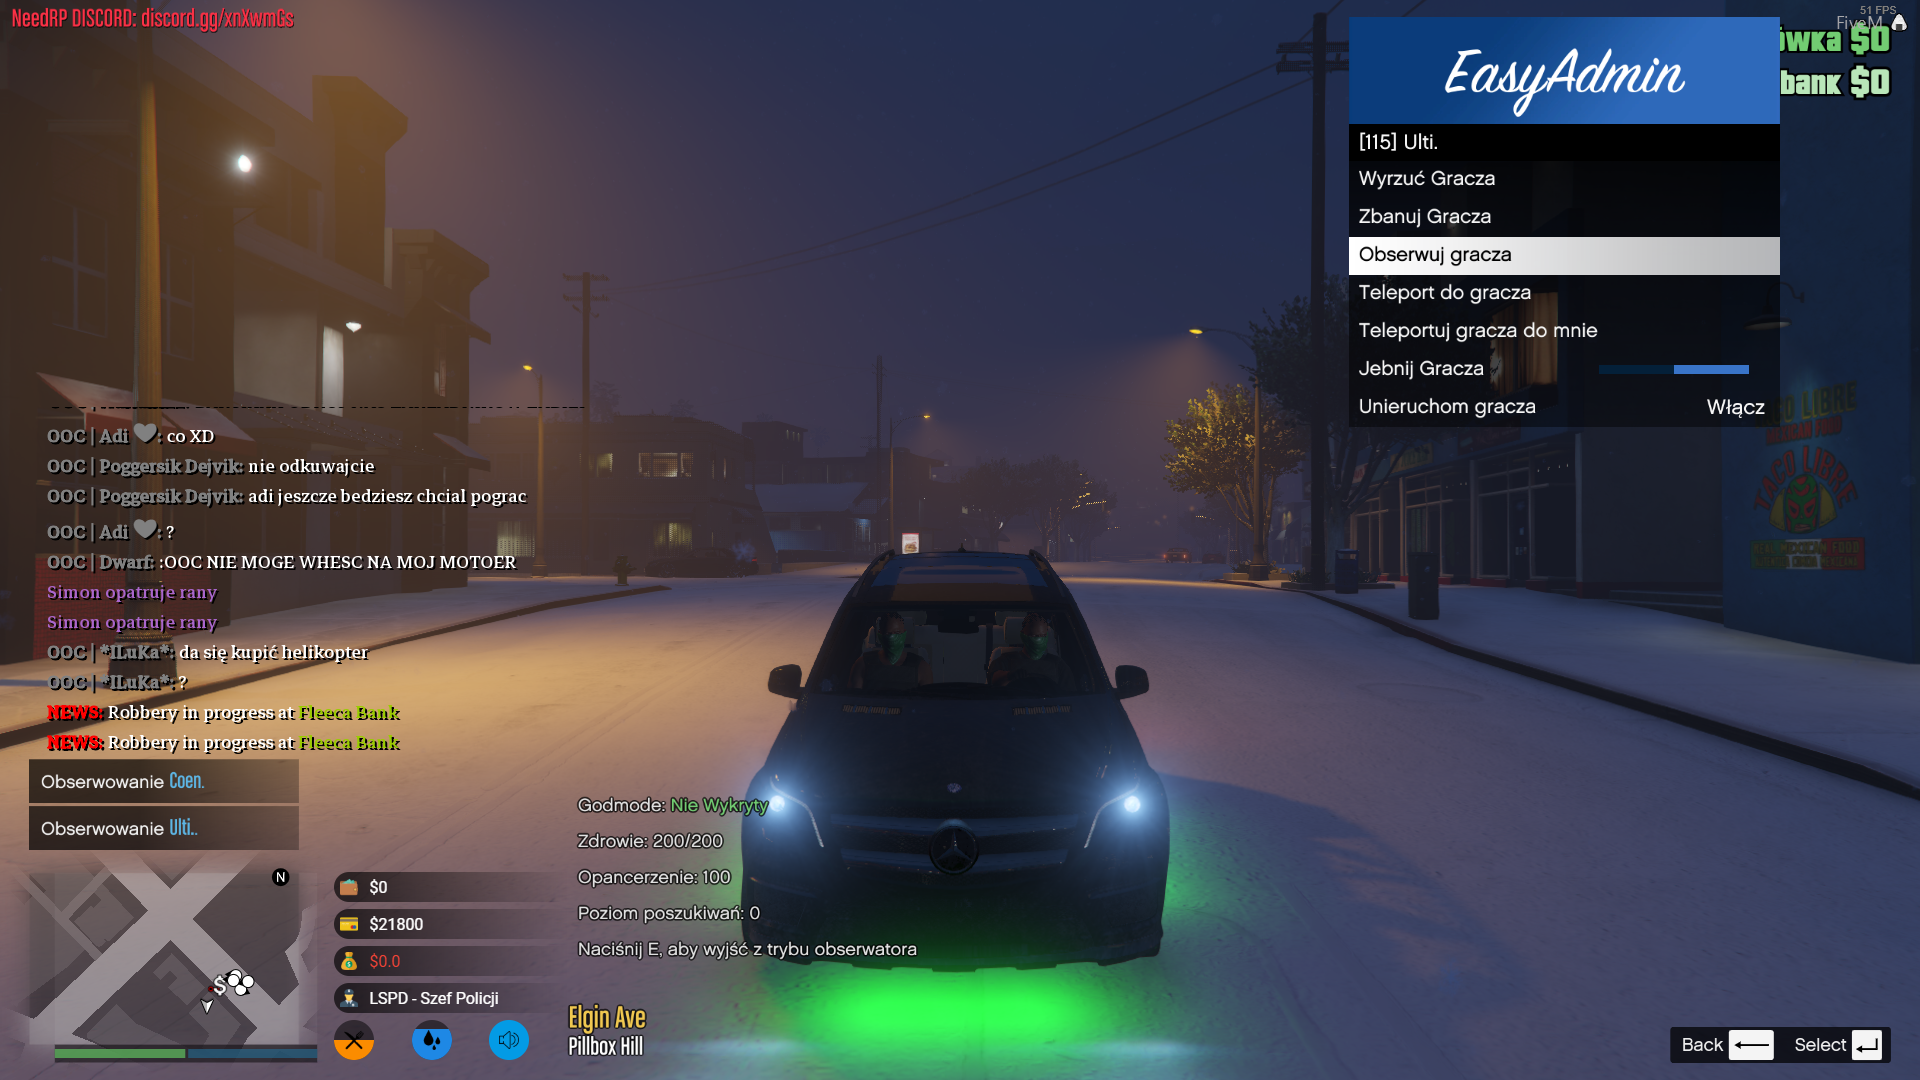 NeedRP DISCORD: discord.gg/xnXwmGs
51 FPS
FiveM
ówka $0
bank $0
EasyAdmin
[115] Ulti.
Wyrzuć Gracza
Zbanuj Gracza
Obserwuj gracza
Teleport do gracza
Teleportuj gracza do mnie
Jebnij Gracza
Unieruchom gracza Włącz
LIBRE
TACO LIBRE
OOC | Adi 🖤: co XD
OOC | Poggersik Dejvik: nie odkuwajcie
OOC | Poggersik Dejvik: adi jeszcze bedziesz chcial pograc
OOC | Adi 🖤: ?
OOC | Dwarf: :OOC NIE MOGE WHESC NA MOJ MOTOER
Simon opatruje rany
Simon opatruje rany
OOC | *ILuKa*: da się kupić helikopter
OOC | *ILuKa*: ?
NEWS: Robbery in progress at Fleeca Bank
NEWS: Robbery in progress at Fleeca Bank
Obserwowanie Coen.
Obserwowanie Ulti..
N
$
$0
$21800
$0.0
LSPD - Szef Policji
Godmode: Nie Wykryty
Zdrowie: 200/200
Opancerzenie: 100
Poziom poszukiwań: 0
Naciśnij E, aby wyjść z trybu obserwatora
Elgin Ave
Pillbox Hill
Back
Select